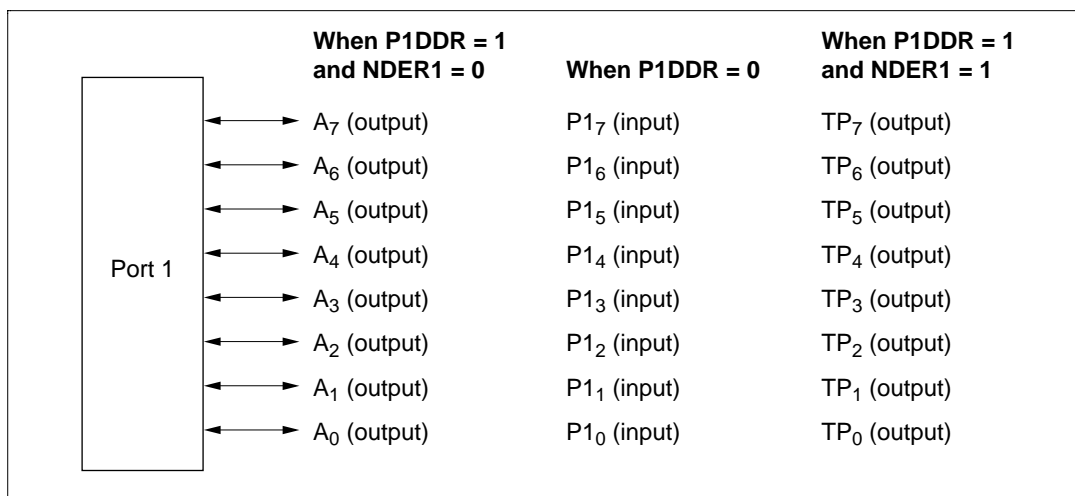 When P1DDR = 1 and NDER1 = 0
When P1DDR = 0
When P1DDR = 1 and NDER1 = 1
Port 1
A₇ (output) P1₇ (input) TP₇ (output)
A₆ (output) P1₆ (input) TP₆ (output)
A₅ (output) P1₅ (input) TP₅ (output)
A₄ (output) P1₄ (input) TP₄ (output)
A₃ (output) P1₃ (input) TP₃ (output)
A₂ (output) P1₂ (input) TP₂ (output)
A₁ (output) P1₁ (input) TP₁ (output)
A₀ (output) P1₀ (input) TP₀ (output)